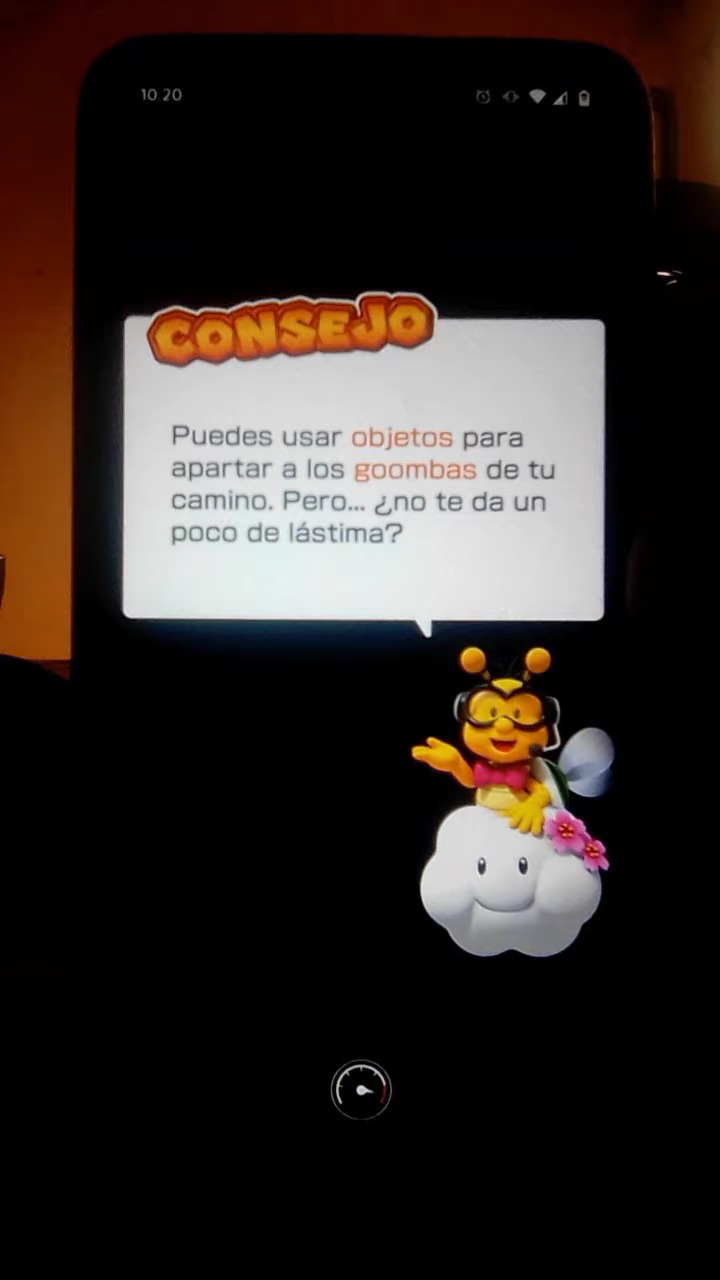 10:20
CONSEJO
Puedes usar objetos para
apartar a los goombas de tu
camino. Pero... ¿no te da un
poco de lástima?